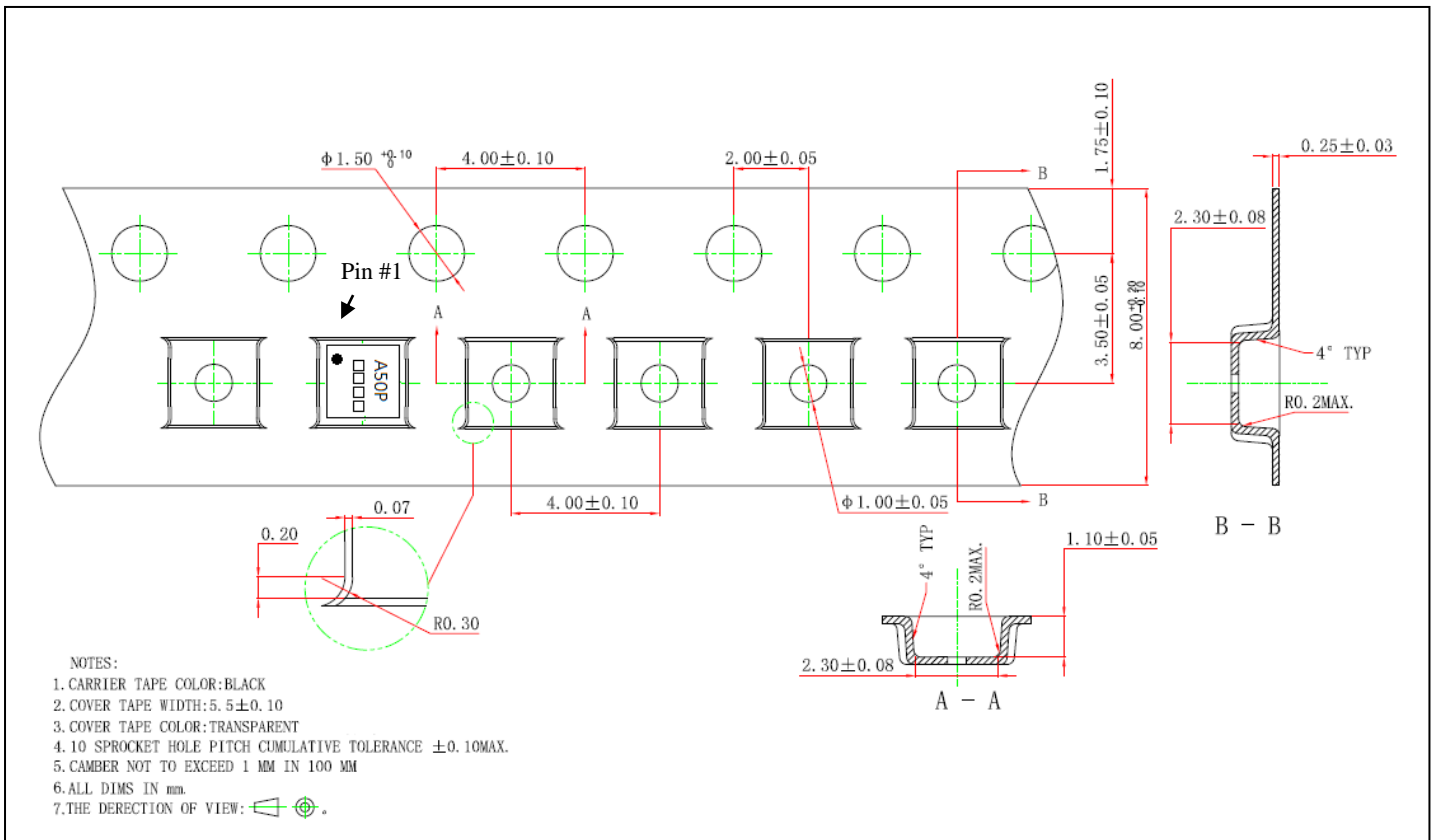 1.75±0.10
0.25±0.03
φ1.50 +0.10 0
4.00±0.10
2.00±0.05
B
2.30±0.08
Pin #1
A
A
3.50±0.05
8.00+0.20-0.10
4° TYP
A50P
□□□□
R0.2MAX.
4.00±0.10
φ1.00±0.05
B
B - B
0.07
0.20
R0.30
4° TYP
R0.2MAX.
1.10±0.05
2.30±0.08
A - A
NOTES:
1.CARRIER TAPE COLOR:BLACK
2.COVER TAPE WIDTH:5.5±0.10
3.COVER TAPE COLOR:TRANSPARENT
4.10 SPROCKET HOLE PITCH CUMULATIVE TOLERANCE ±0.10MAX.
5.CAMBER NOT TO EXCEED 1 MM IN 100 MM
6.ALL DIMS IN mm.
7.THE DERECTION OF VIEW: 。